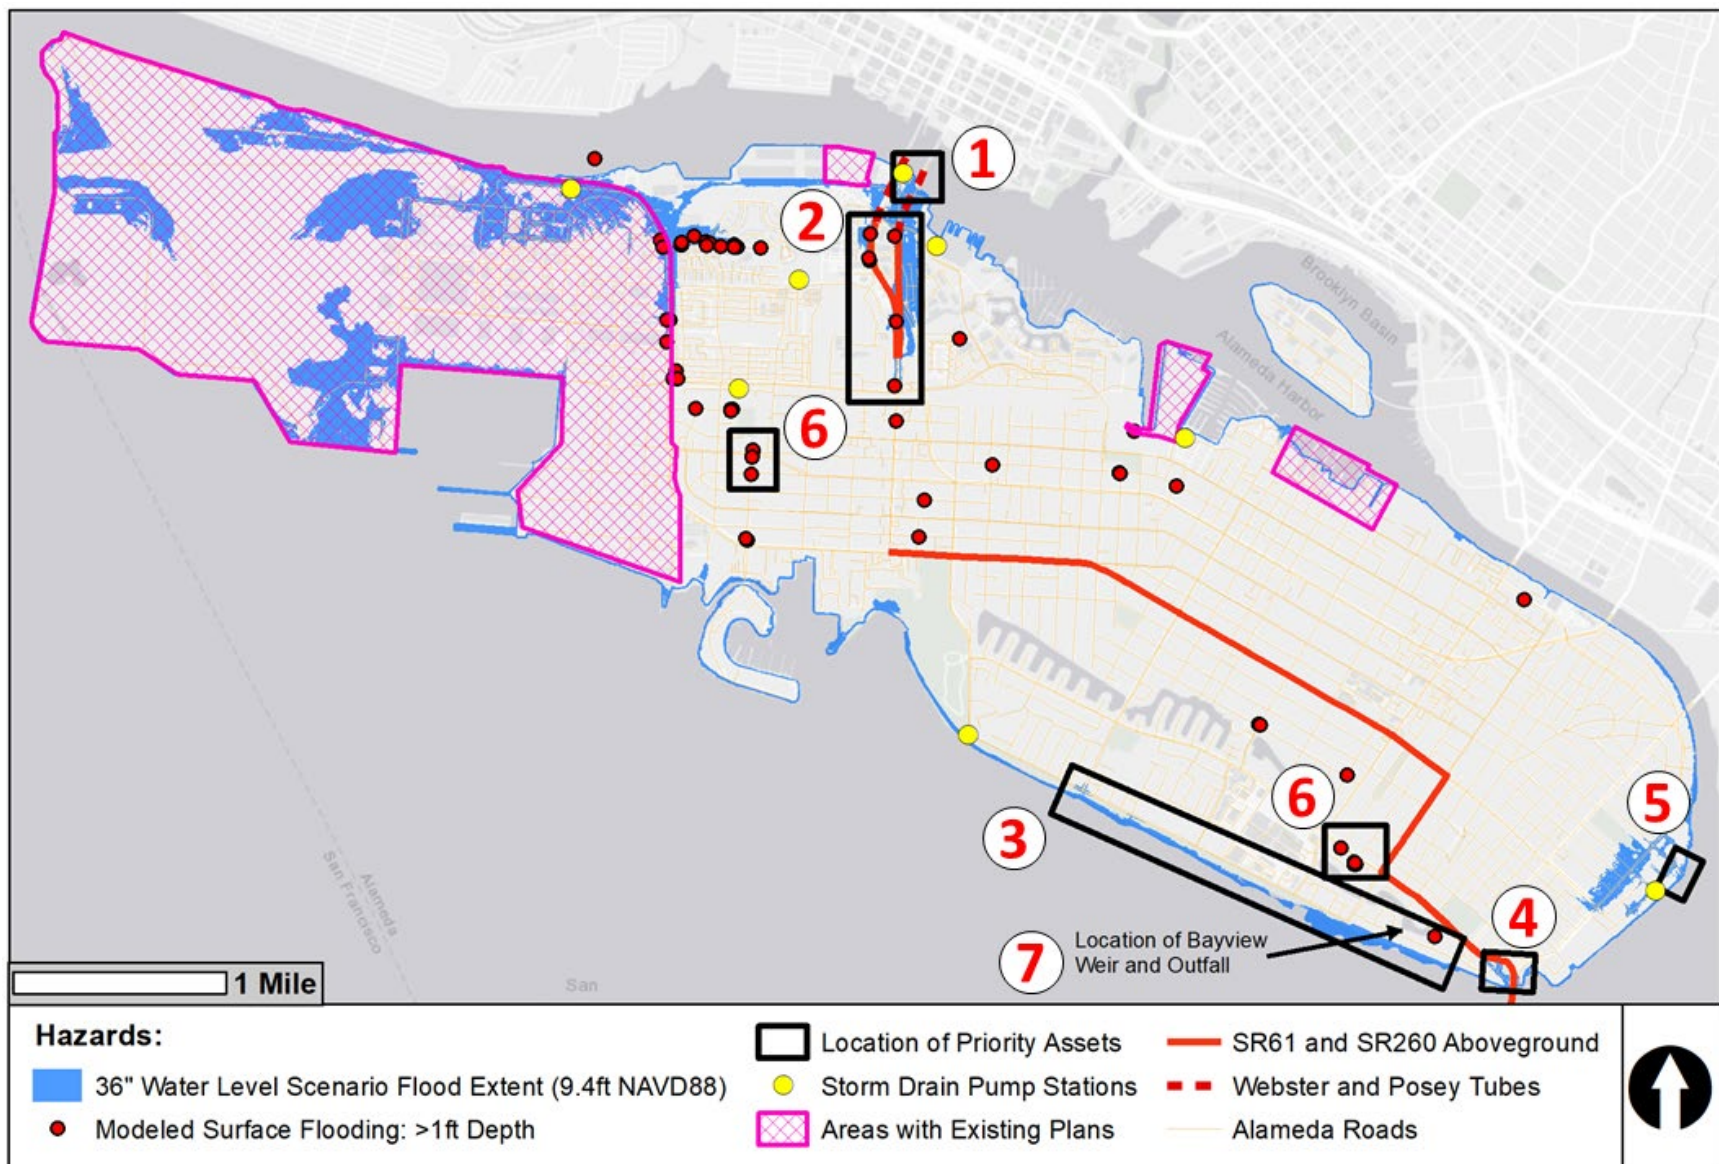 1
2
Brooklyn Basin
Alameda Harbor
6
5
6
3
4
7
Location of Bayview
Weir and Outfall
Alameda
San Francisco
San
1 Mile
Hazards:
36" Water Level Scenario Flood Extent (9.4ft NAVD88)
Modeled Surface Flooding: >1ft Depth
Location of Priority Assets
Storm Drain Pump Stations
Areas with Existing Plans
SR61 and SR260 Aboveground
Webster and Posey Tubes
Alameda Roads